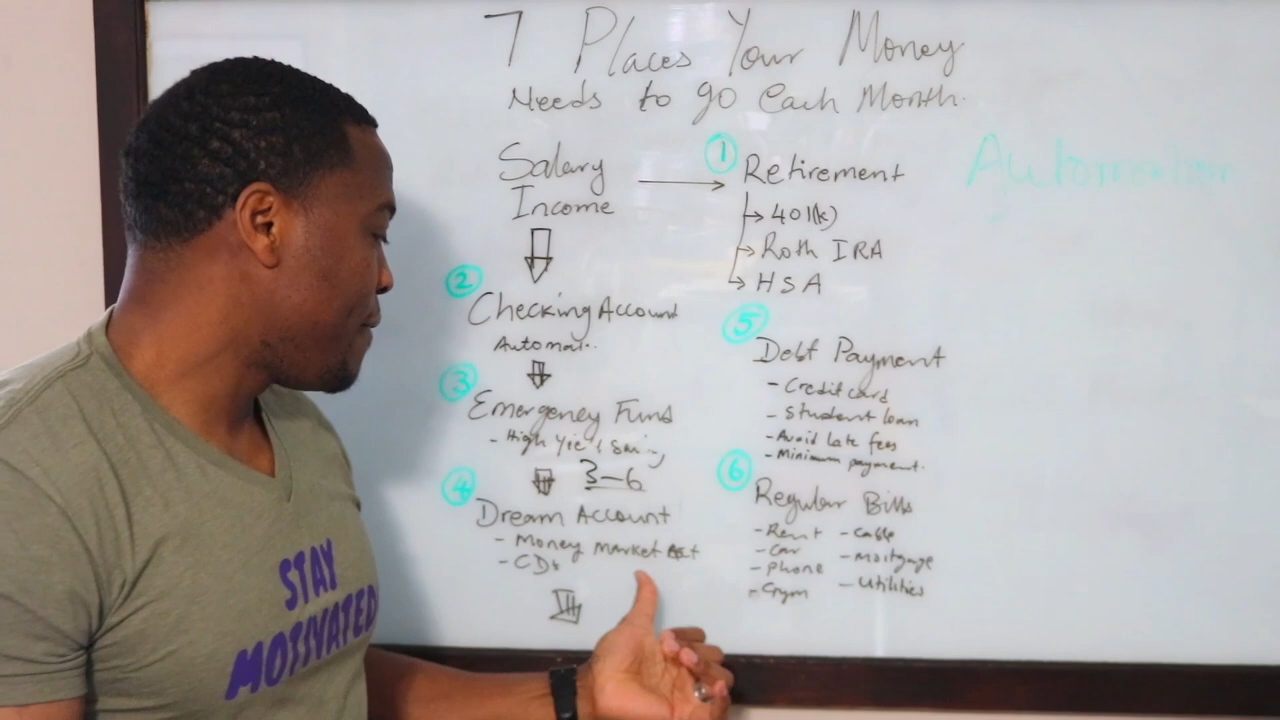 7 Places Your Money
Needs to go Each Month.
Salary
Income
1
Retirement
401(k)
Roth IRA
HSA
Automation
2
Checking Account
3
Emergency Fund
- High
3-6
4
Dream Account
- Money market
- CDs
5
Debt Payment
- Credit card
- Student loan
- Avoid late fees
- Minimum payment.
6
Regular Bills
- Rent
- Car
- Phone
- Gym
- Cable
- Mortgage
- Utilities
STAY
MOTIVATED